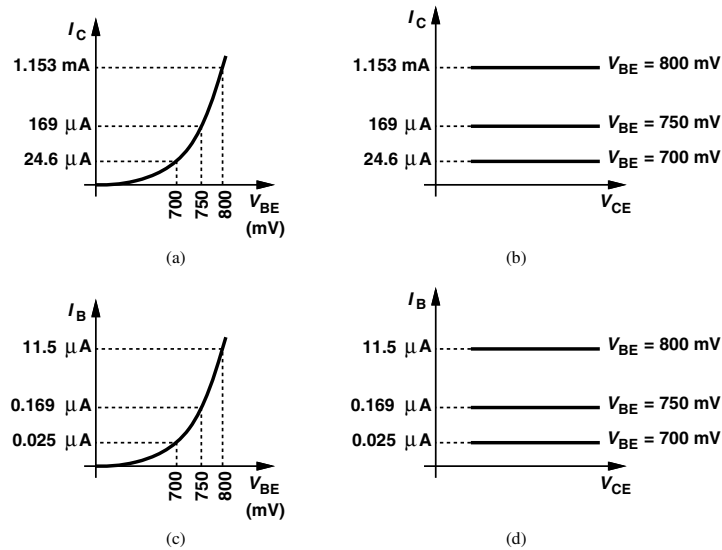 I_C
1.153 mA
169 μA
24.6 μA
700
750
800
V_BE
(mV)
(a)
I_C
1.153 mA
169 μA
24.6 μA
V_BE = 800 mV
V_BE = 750 mV
V_BE = 700 mV
V_CE
(b)
I_B
11.5 μA
0.169 μA
0.025 μA
700
750
800
V_BE
(mV)
(c)
I_B
11.5 μA
0.169 μA
0.025 μA
V_BE = 800 mV
V_BE = 750 mV
V_BE = 700 mV
V_CE
(d)